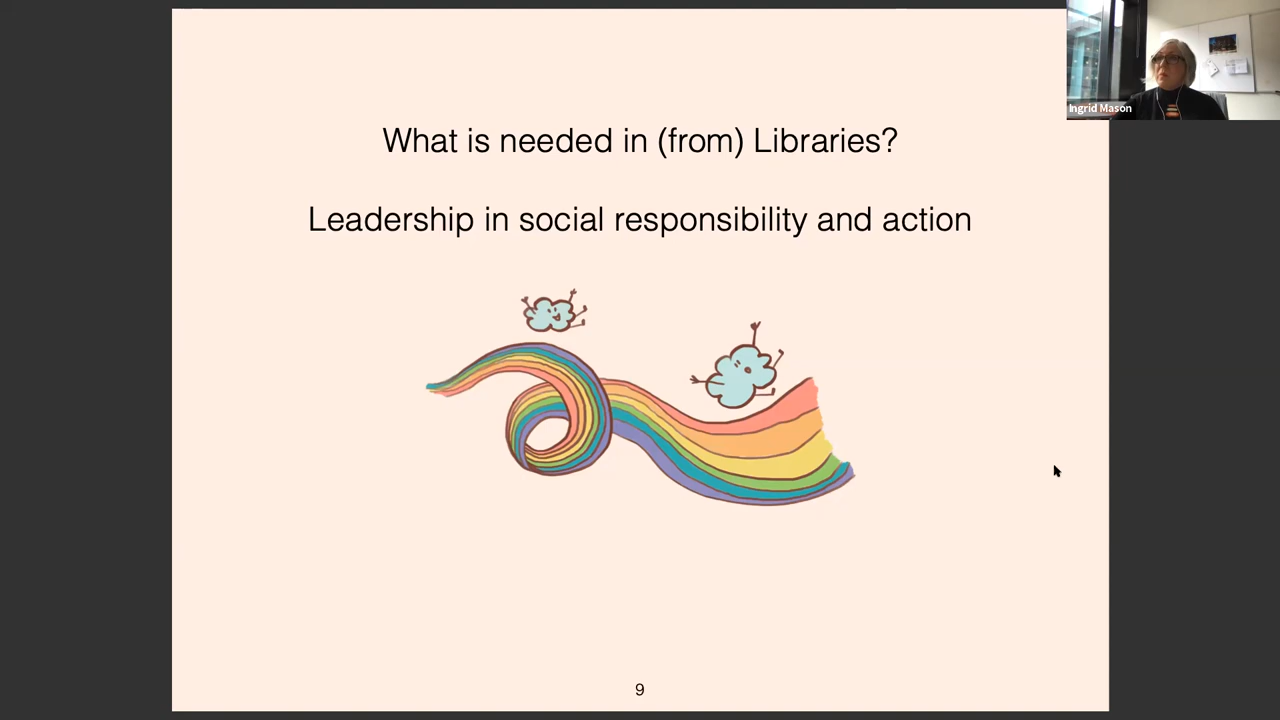 What is needed in (from) Libraries?
Leadership in social responsibility and action
Ingrid Mason
9